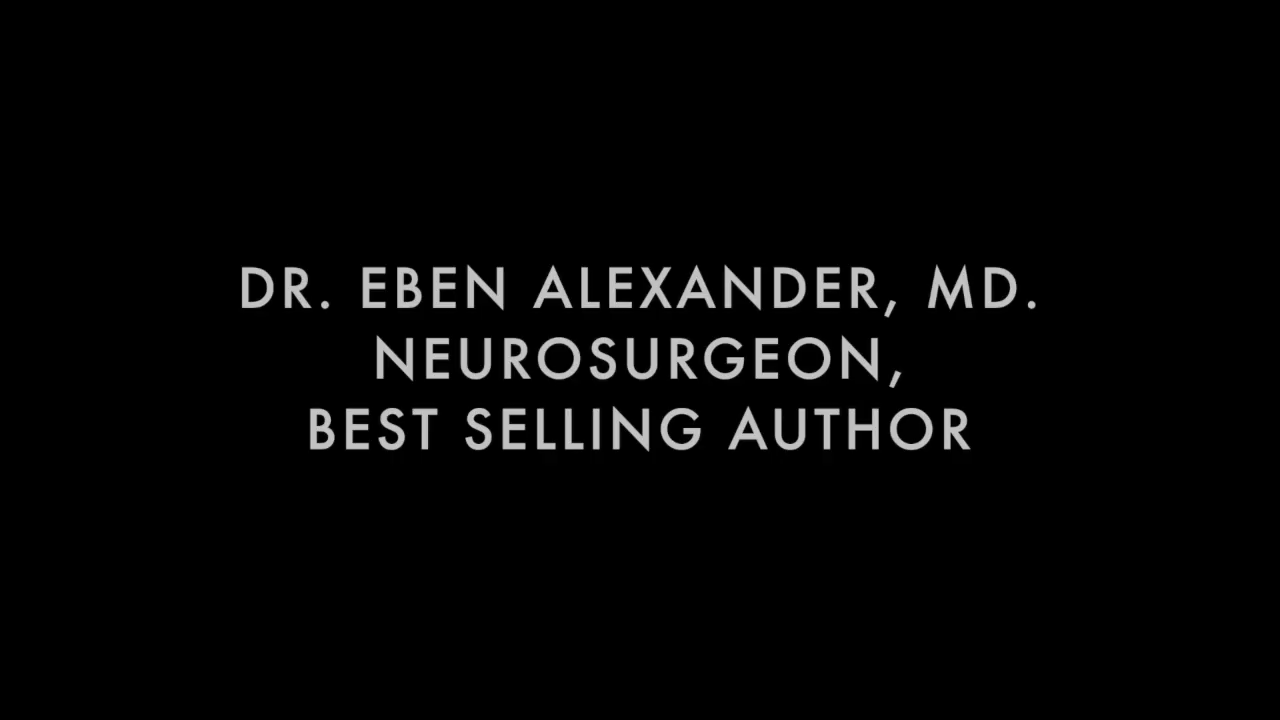 DR. EBEN ALEXANDER, MD.
NEUROSURGEON,
BEST SELLING AUTHOR